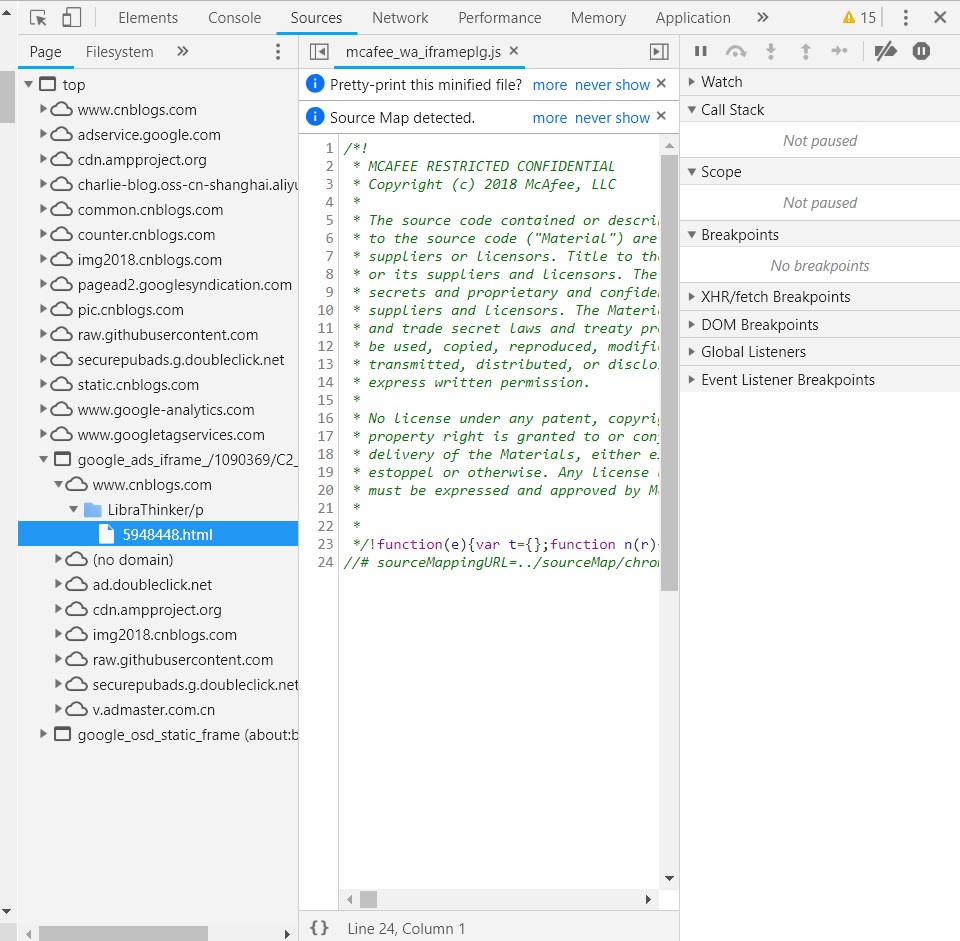 Elements Console Sources Network Performance Memory Application » 15
Page Filesystem »
top
www.cnblogs.com
adservice.google.com
cdn.ampproject.org
charlie-blog.oss-cn-shanghai.aliyu
common.cnblogs.com
counter.cnblogs.com
img2018.cnblogs.com
pagead2.googlesyndication.com
pic.cnblogs.com
raw.githubusercontent.com
securepubads.g.doubleclick.net
static.cnblogs.com
www.google-analytics.com
www.googletagservices.com
google_ads_iframe_/1090369/C2_
www.cnblogs.com
LibraThinker/p
5948448.html
(no domain)
ad.doubleclick.net
cdn.ampproject.org
img2018.cnblogs.com
raw.githubusercontent.com
securepubads.g.doubleclick.net
v.admaster.com.cn
google_osd_static_frame (about:b
mcafee_wa_iframeplg.js ×
Pretty-print this minified file? more never show ×
Source Map detected. more never show ×
1 /*!
2 * MCAFEE RESTRICTED CONFIDENTIAL
3 * Copyright (c) 2018 McAfee, LLC
4 *
5 * The source code contained or descri
6 * to the source code ("Material") are
7 * suppliers or licensors. Title to the
8 * or its suppliers and licensors. The
9 * secrets and proprietary and confide
10 * suppliers and licensors. The Materi
11 * and trade secret laws and treaty pr
12 * be used, copied, reproduced, modifi
13 * transmitted, distributed, or disclo
14 * express written permission.
15 *
16 * No license under any patent, copyri
17 * property right is granted to or con
18 * delivery of the Materials, either e
19 * estoppel or otherwise. Any license
20 * must be expressed and approved by M
21 *
22 *
23 */!function(e){var t={};function n(r)
24 //# sourceMappingURL=../sourceMap/chro
{} Line 24, Column 1
Watch
Call Stack
Not paused
Scope
Not paused
Breakpoints
No breakpoints
XHR/fetch Breakpoints
DOM Breakpoints
Global Listeners
Event Listener Breakpoints